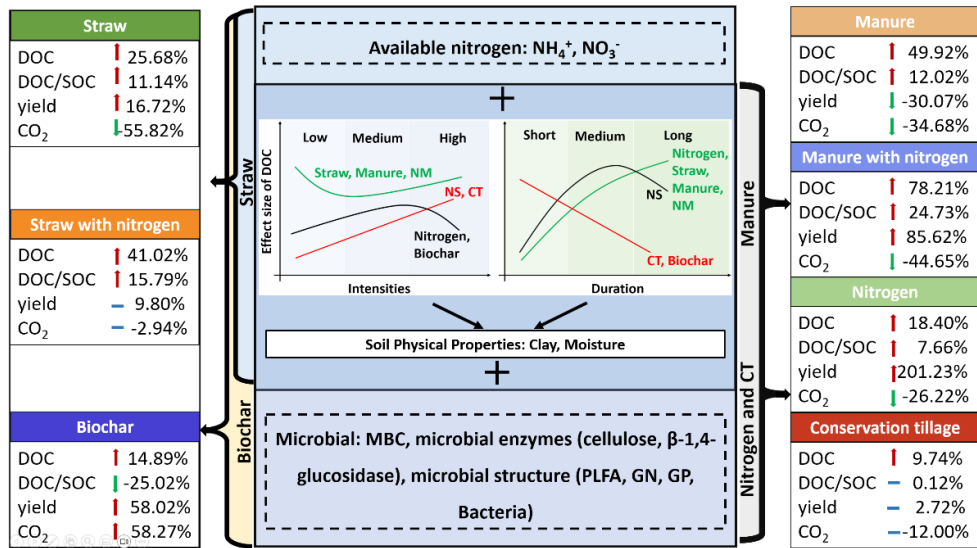 Straw
DOC 25.68%
DOC/SOC 11.14%
yield 16.72%
CO₂ -55.82%
Straw with nitrogen
DOC 41.02%
DOC/SOC 15.79%
yield 9.80%
CO₂ -2.94%
Biochar
DOC 14.89%
DOC/SOC -25.02%
yield 58.02%
CO₂ 58.27%
Straw
Biochar
Available nitrogen: NH₄⁺, NO₃⁻
+
Effect size of DOC
Low Medium High
Straw, Manure, NM
NS, CT
Nitrogen,
Biochar
Intensities
Short Medium Long
Nitrogen,
Straw,
Manure,
NM
NS
CT, Biochar
Duration
Soil Physical Properties: Clay, Moisture
+
Microbial: MBC, microbial enzymes (cellulose, β-1,4-
glucosidase), microbial structure (PLFA, GN, GP,
Bacteria)
Manure
Nitrogen and CT
Manure
DOC 49.92%
DOC/SOC 12.02%
yield -30.07%
CO₂ -34.68%
Manure with nitrogen
DOC 78.21%
DOC/SOC 24.73%
yield 85.62%
CO₂ -44.65%
Nitrogen
DOC 18.40%
DOC/SOC 7.66%
yield 201.23%
CO₂ -26.22%
Conservation tillage
DOC 9.74%
DOC/SOC 0.12%
yield 2.72%
CO₂ -12.00%